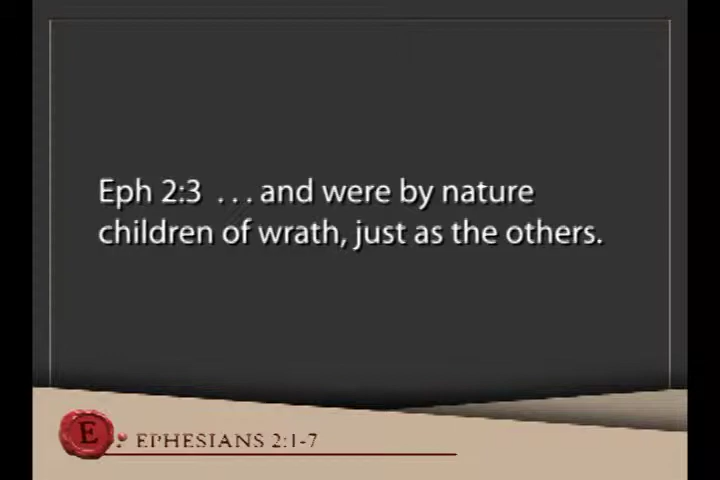 Eph 2:3 ...and were by nature
children of wrath, just as the others.
E
EPHESIANS 2:1-7